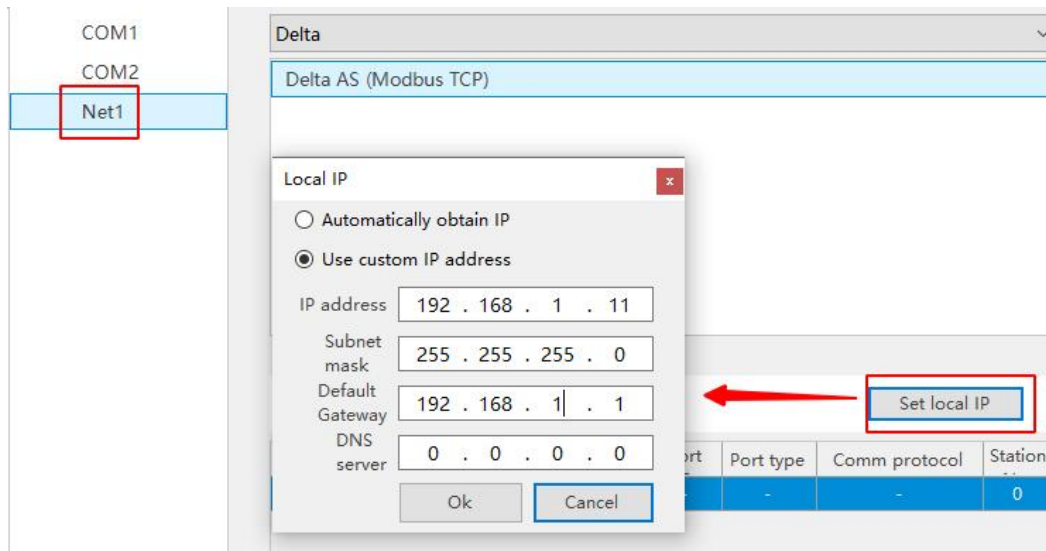 COM1
COM2
Net1
Delta
Delta AS (Modbus TCP)
Local IP
x
Automatically obtain IP
Use custom IP address
IP address 192 . 168 . 1 . 11
Subnet
mask
255 . 255 . 255 . 0
Default
Gateway
192 . 168 . 1 . 1
DNS
server
0 . 0 . 0 . 0
Ok Cancel
Set local IP
Port type Comm protocol Station
- - 0